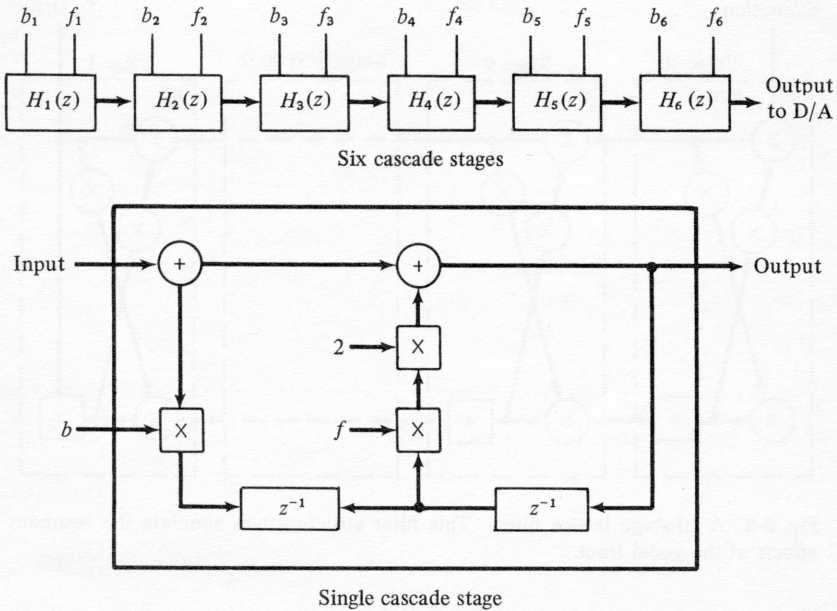 b₁ f₁ b₂ f₂ b₃ f₃ b₄ f₄ b₅ f₅ b₆ f₆
H₁(z) H₂(z) H₃(z) H₄(z) H₅(z) H₆(z) Output
to D/A
Six cascade stages
Input + + Output
2 X
b X f X
z⁻¹ z⁻¹
Single cascade stage